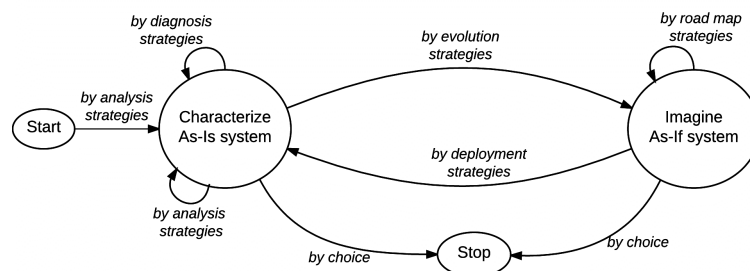 by diagnosis
strategies
by road map
strategies
by evolution
strategies
by analysis
strategies
Start
Characterize
As-Is system
Imagine
As-If system
by deployment
strategies
by analysis
strategies
by choice
Stop
by choice